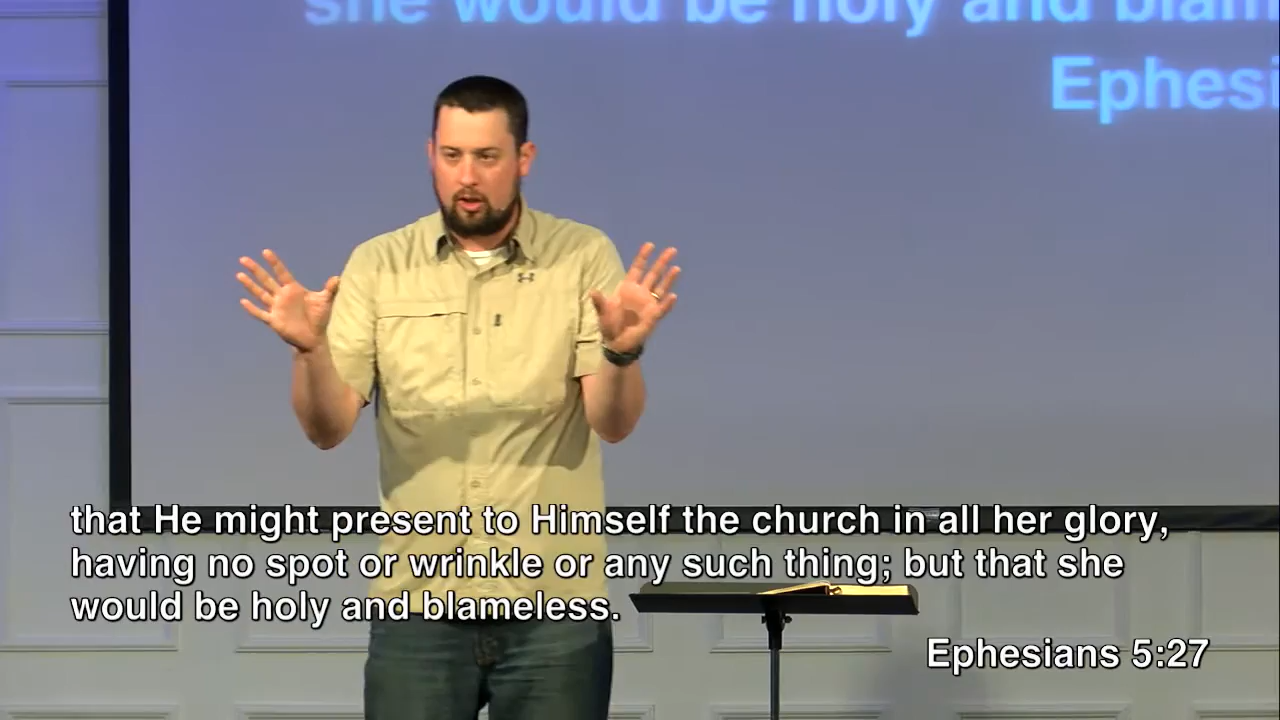 she would be holy and blam
Ephesi
that He might present to Himself the church in all her glory,
having no spot or wrinkle or any such thing; but that she
would be holy and blameless.
Ephesians 5:27